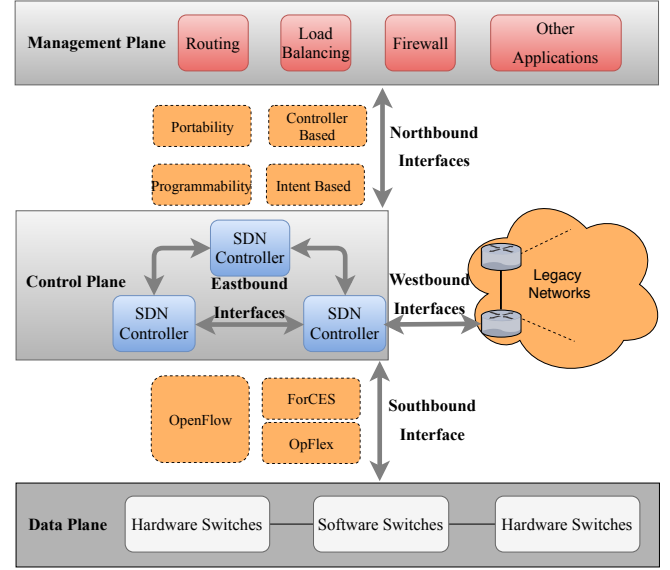 Management Plane
Routing
Load
Balancing
Firewall
Other
Applications
Portability
Controller
Based
Northbound
Interfaces
Programmability
Intent Based
Control Plane
SDN
Controller
Eastbound
Interfaces
SDN
Controller
SDN
Controller
Westbound
Interfaces
Legacy
Networks
OpenFlow
ForCES
OpFlex
Southbound
Interface
Data Plane
Hardware Switches
Software Switches
Hardware Switches